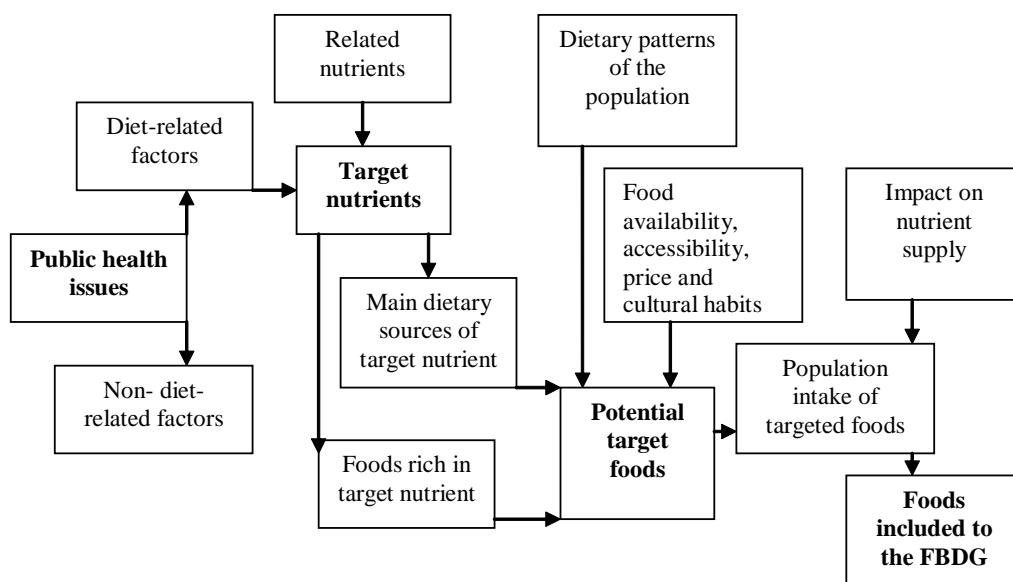 Related
nutrients
Dietary patterns
of the
population
Diet-related
factors
Target
nutrients
Food
availability,
accessibility,
price and
cultural habits
Impact on
nutrient
supply
Public health
issues
Main dietary
sources of
target nutrient
Non- diet-
related factors
Population
intake of
targeted foods
Potential
target
foods
Foods rich in
target nutrient
Foods
included to
the FBDG